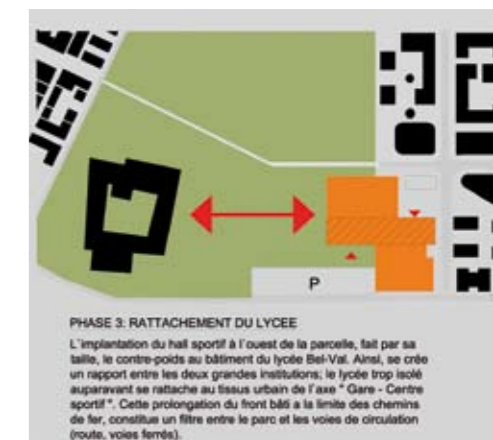 P
PHASE 3: RATTACHEMENT DU LYCEE
L`implantation du hall sportif à l`ouest de la parcelle, fait par sa
taille, le contre-poids au bâtiment du lycée Bel-Val. Ainsi, se crée
un rapport entre les deux grandes institutions; le lycée trop isolé
auparavant se rattache au tissus urbain de l`axe " Gare - Centre
sportif ". Cette prolongation du front bâti a la limite des chemins
de fer, constitue un filtre entre le parc et les voies de circulation
(route, voies ferrés).